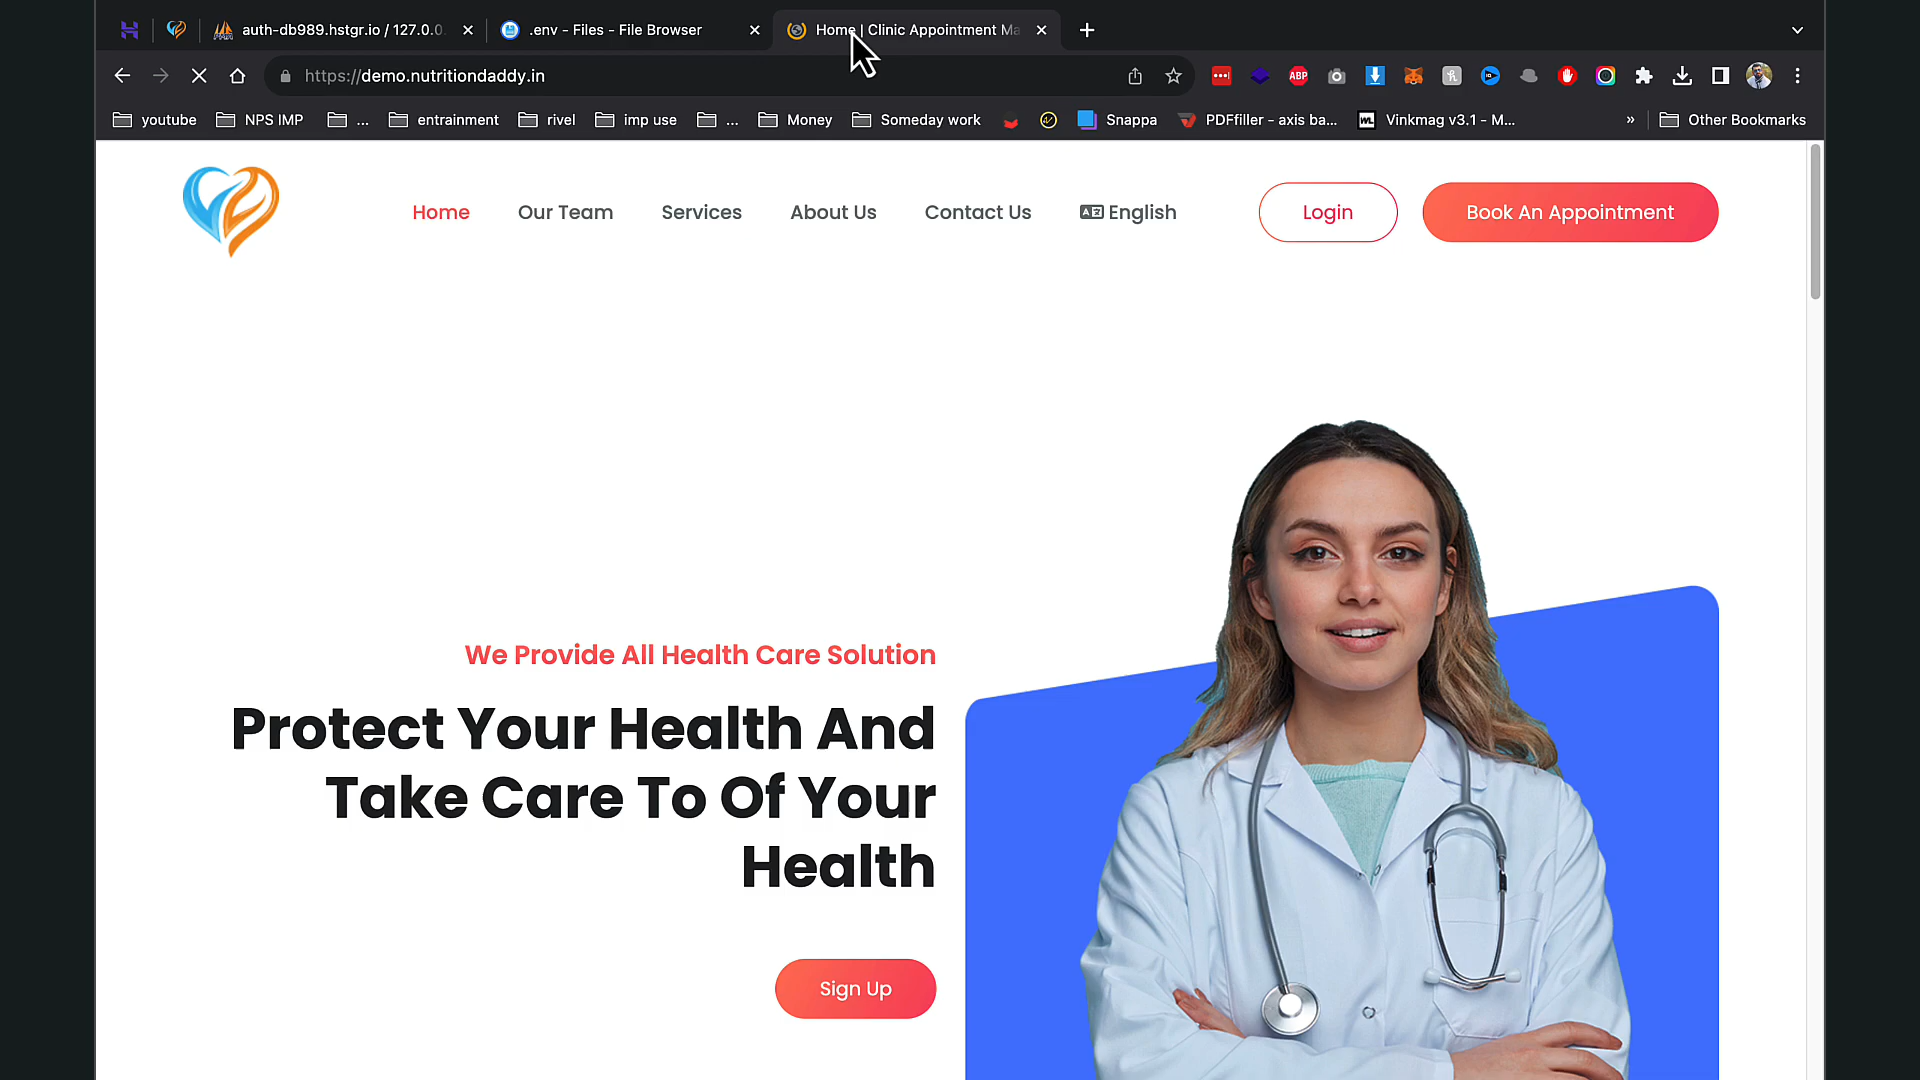 auth-db989.hstgr.io / 127.0.0.
.env - Files - File Browser
Home | Clinic Appointment Ma
https://demo.nutritiondaddy.in
ABP
youtube
NPS IMP
...
entrainment
rivel
imp use
...
Money
Someday work
Snappa
PDFfiller - axis ba...
WL
Vinkmag v3.1 - M...
»
Other Bookmarks
Home
Our Team
Services
About Us
Contact Us
English
Login
Book An Appointment
We Provide All Health Care Solution
Protect Your Health And
Take Care To Of Your
Health
Sign Up